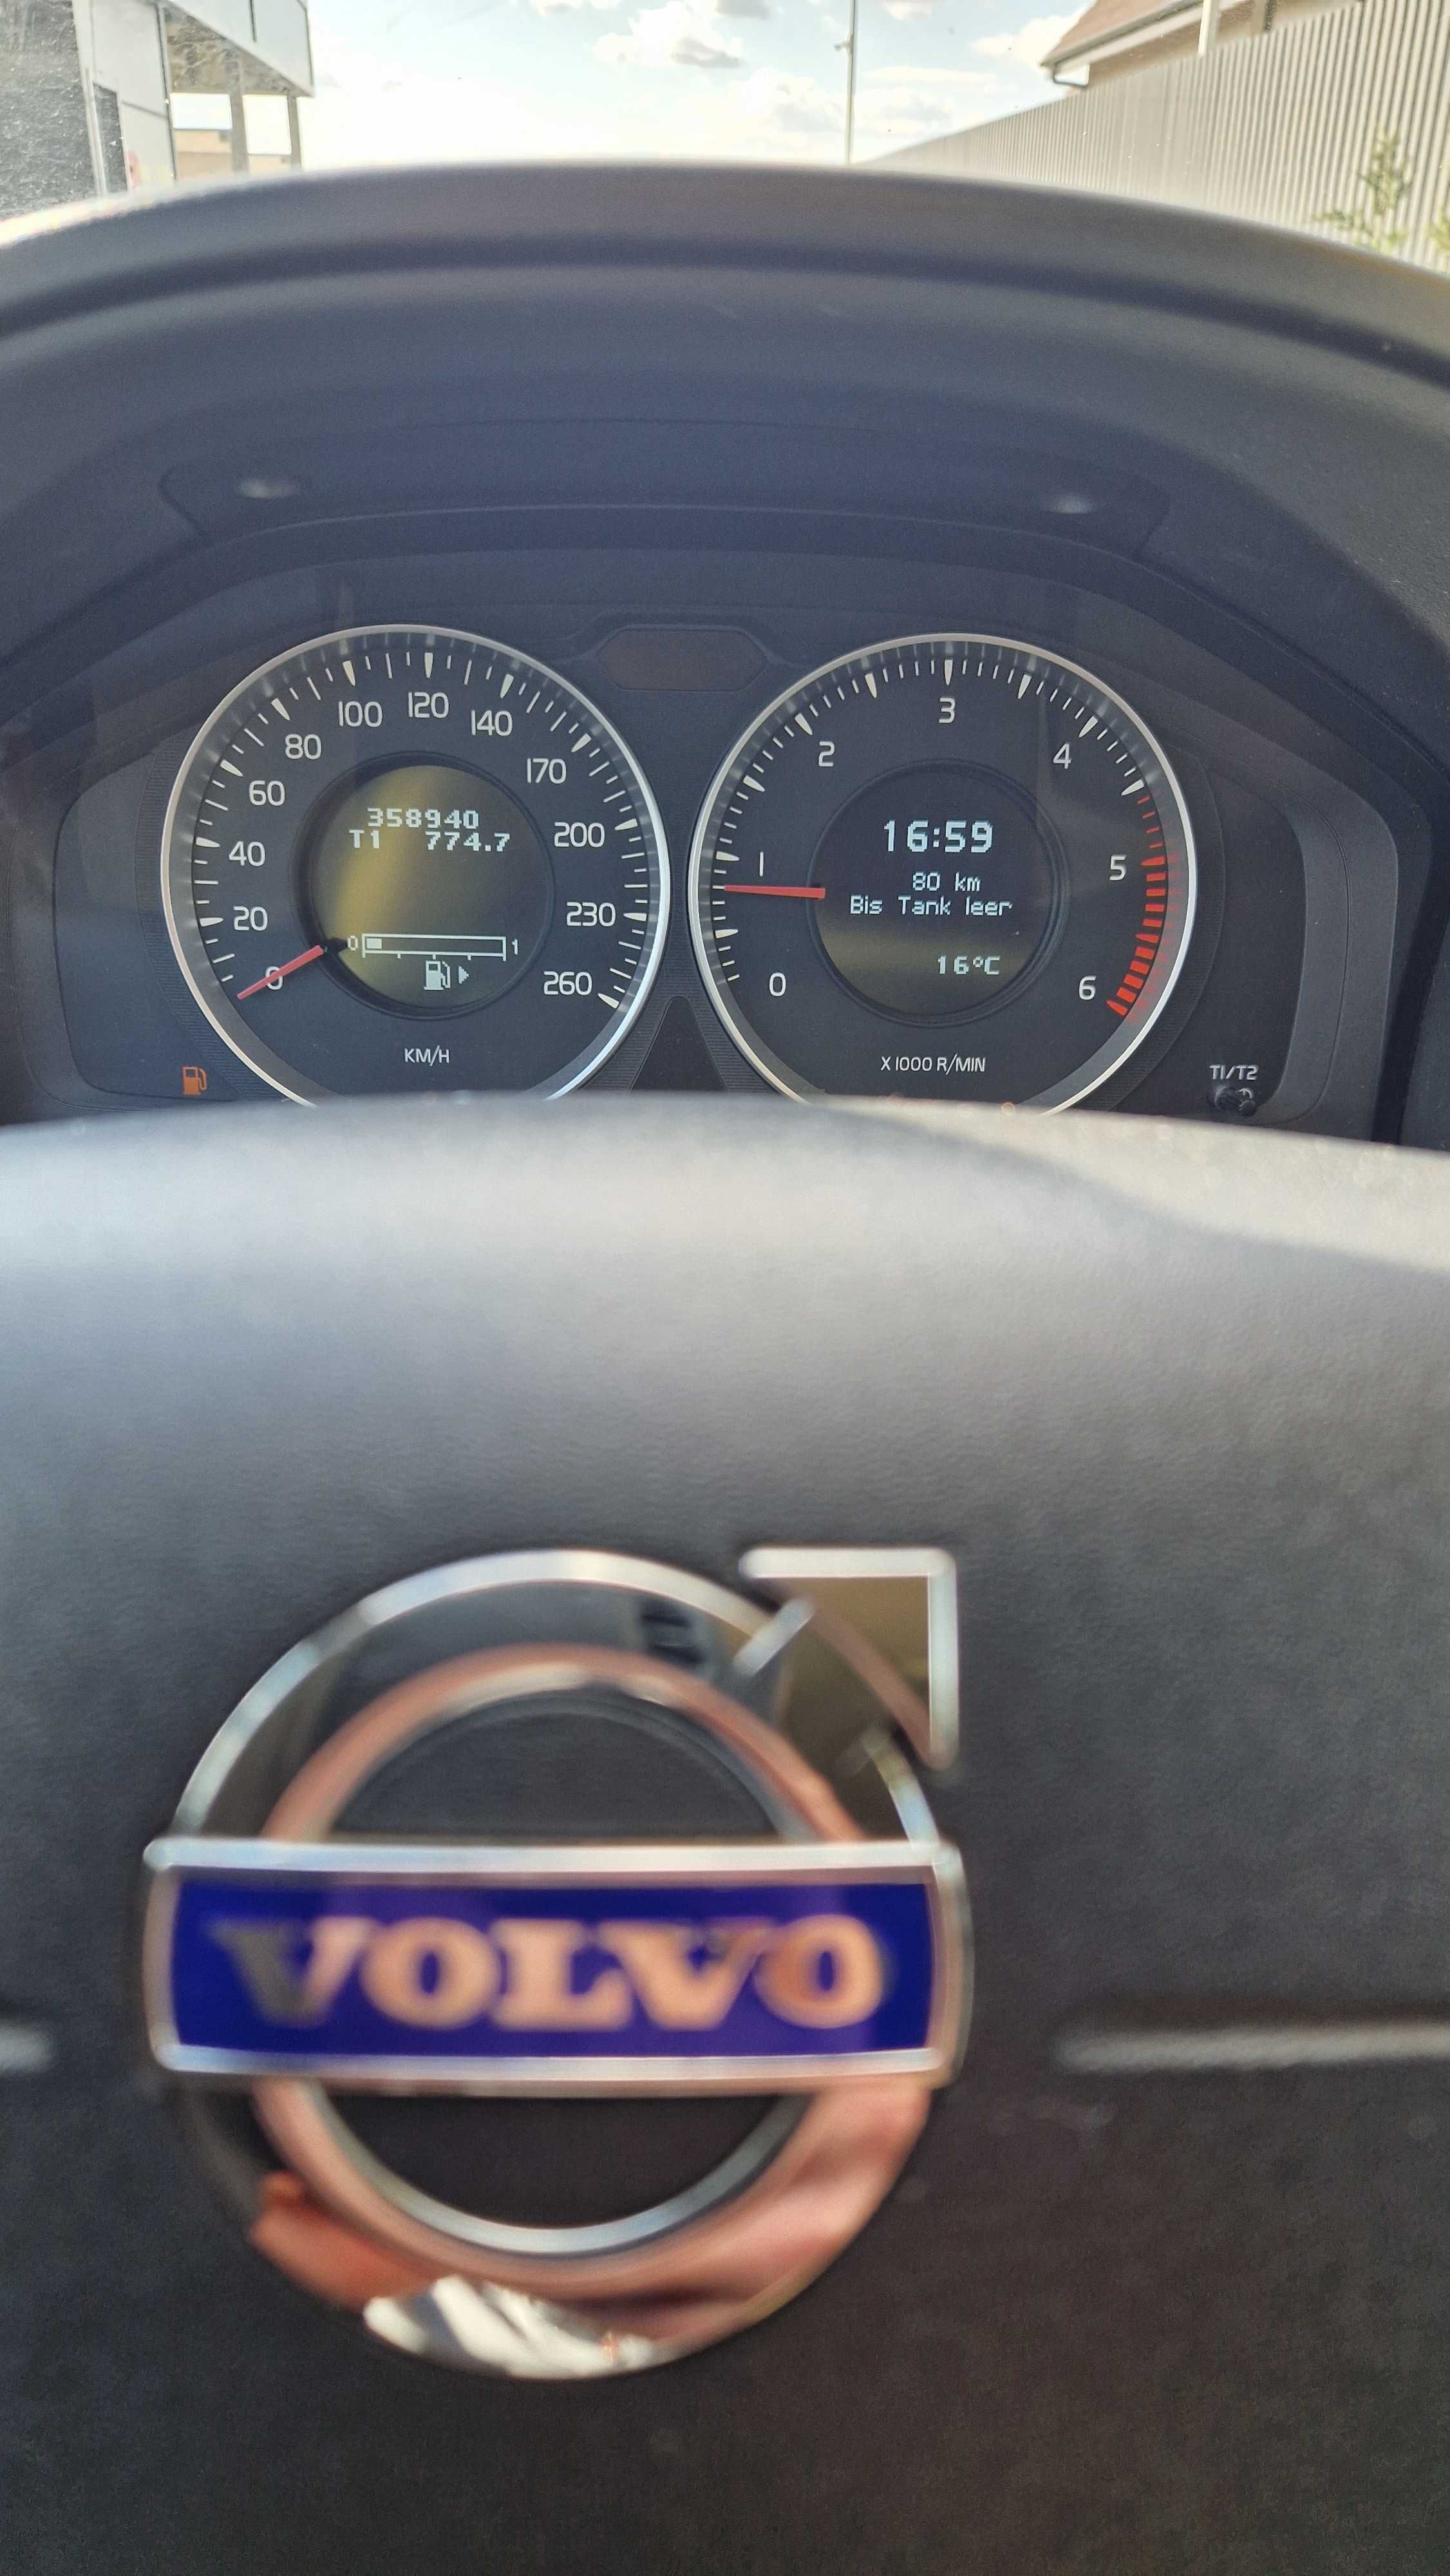 0
20
40
60
80
100
120
140
170
200
230
260
358940
T1 774.7
0 1
KM/H
0
1
2
3
4
5
6
16:59
80 km
Bis Tank leer
16°C
X 1000 R/MIN
T1/T2
VOLVO